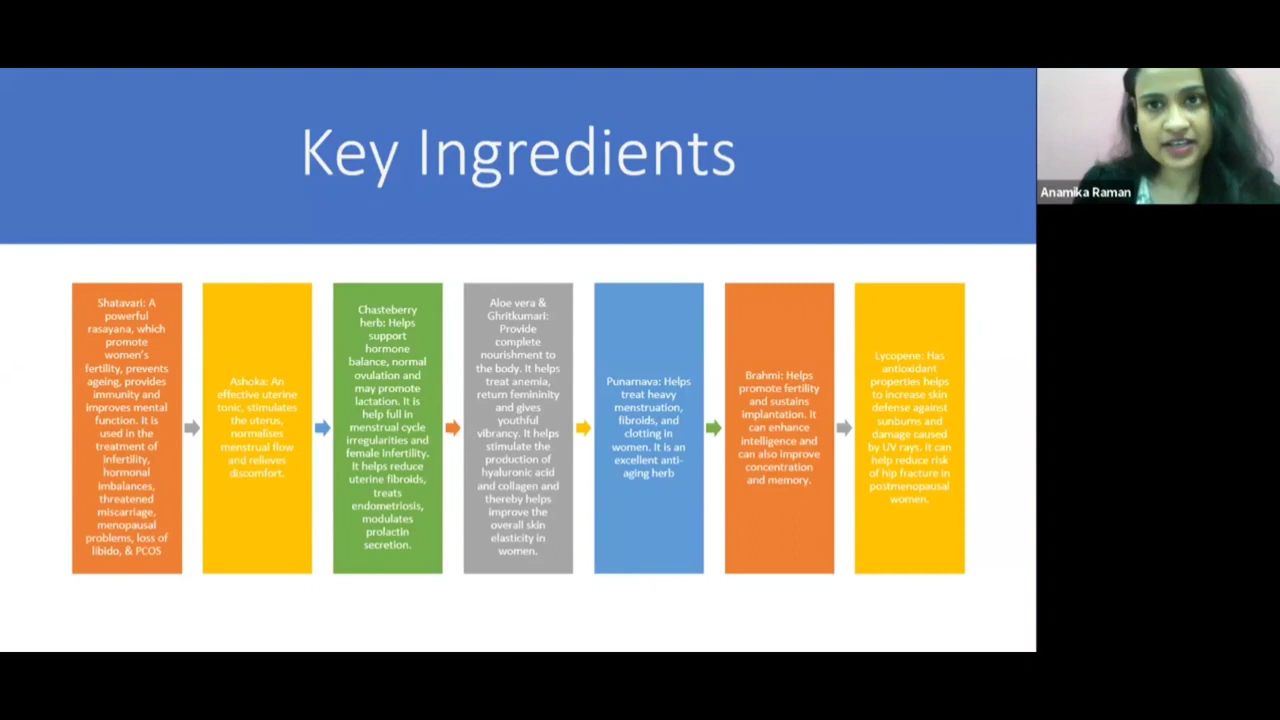 Key Ingredients
Anamika Raman
Shatavari: A
powerful
rasayana, which
promote
women's
fertility, prevents
ageing, provides
immunity and
improves mental
function. It is
used in the
treatment of
infertility,
hormonal
imbalances,
threatened
miscarriage,
menopausal
problems, loss of
libido, & PCOS
Ashoka: An
effective uterine
tonic, stimulates
the uterus,
normalises
menstrual flow
and relieves
discomfort.
Chasteberry
herb: Helps
support
hormone
balance, normal
ovulation and
may promote
lactation. It is
help full in
menstrual cycle
irregularities and
female infertility.
It helps reduce
uterine fibroids,
treats
endometriosis,
modulates
prolactin
secretion.
Aloe vera &
Ghritkumari:
Provide
complete
nourishment to
the body. It helps
treat anemia,
return femininity
and gives
youthful
vibrancy. It helps
stimulate the
production of
hyaluronic acid
and collagen and
thereby helps
improve the
overall skin
elasticity in
women.
Punarnava: Helps
treat heavy
menstruation,
fibroids, and
clotting in
women. It is an
excellent anti-
aging herb
Brahmi: Helps
promote fertility
and sustains
implantation. It
can enhance
intelligence and
can also improve
concentration
and memory.
Lycopene: Has
antioxidant
properties helps
to increase skin
defense against
sunburns and
damage caused
by UV rays. it can
help reduce risk
of hip fracture in
postmenopausal
women.